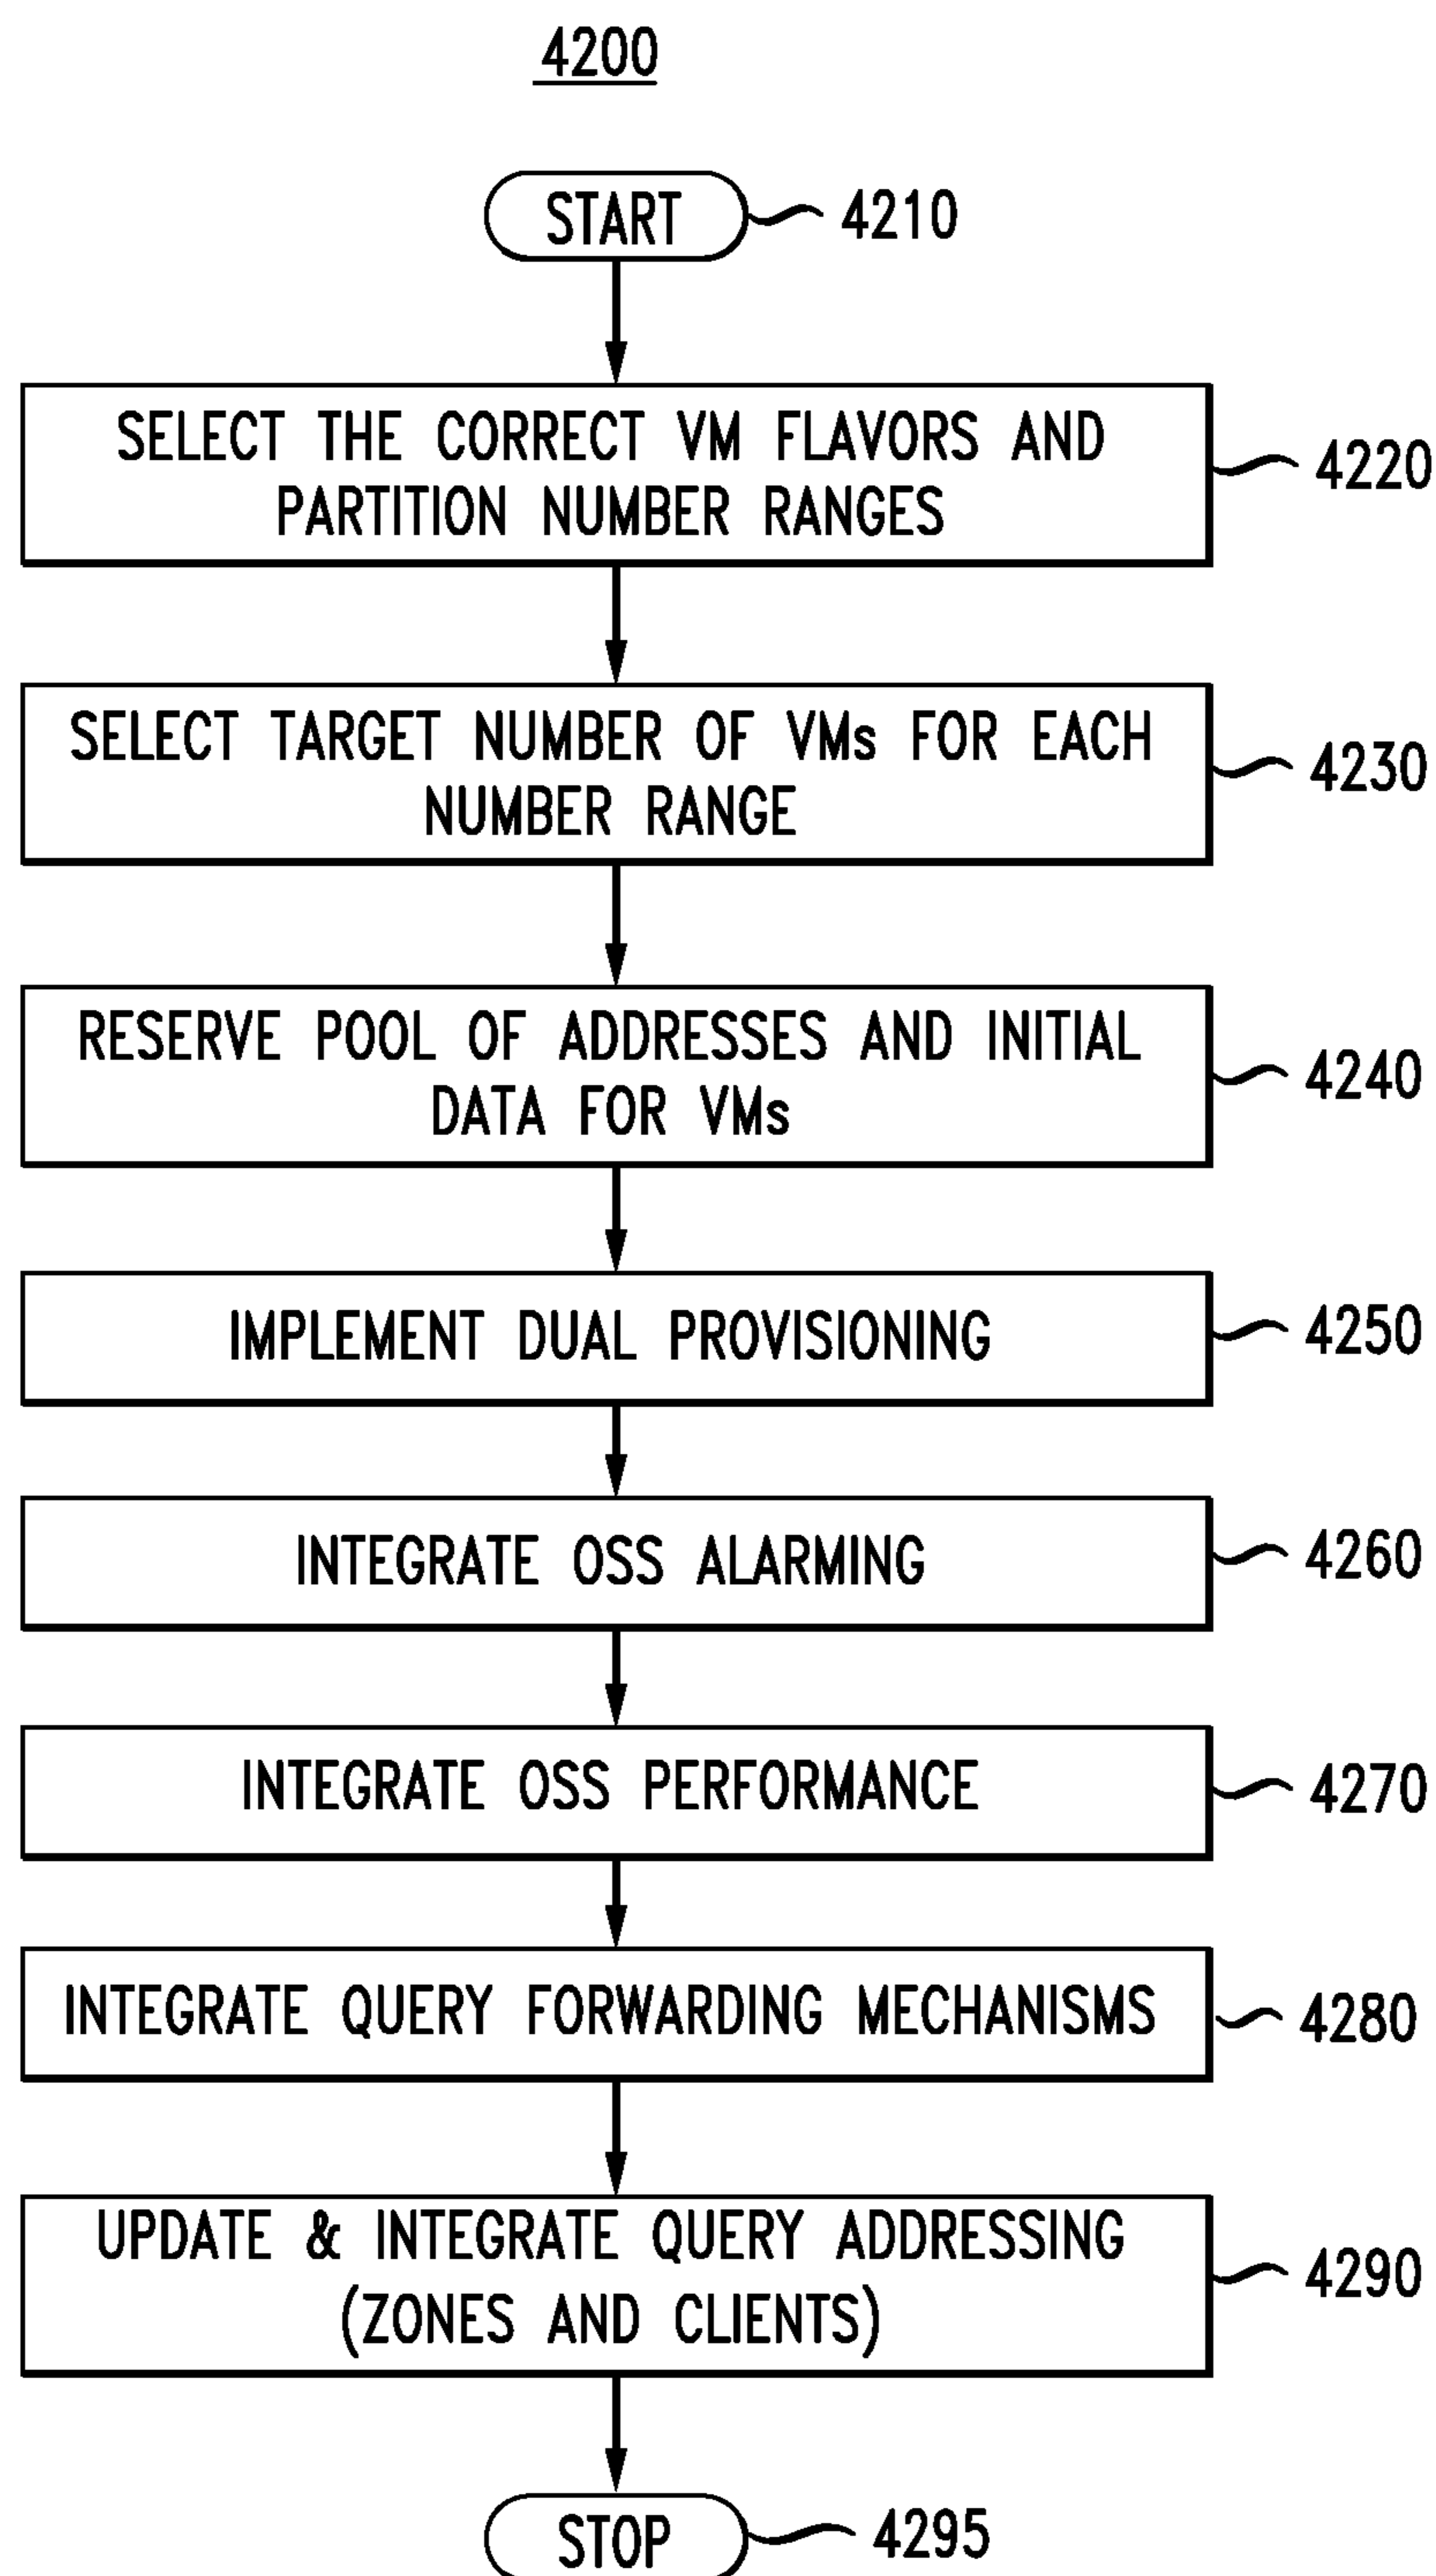 4200
START
4210
SELECT THE CORRECT VM FLAVORS AND
PARTITION NUMBER RANGES
4220
SELECT TARGET NUMBER OF VMs FOR EACH
NUMBER RANGE
4230
RESERVE POOL OF ADDRESSES AND INITIAL
DATA FOR VMs
4240
IMPLEMENT DUAL PROVISIONING
4250
INTEGRATE OSS ALARMING
4260
INTEGRATE OSS PERFORMANCE
4270
INTEGRATE QUERY FORWARDING MECHANISMS
4280
UPDATE & INTEGRATE QUERY ADDRESSING
(ZONES AND CLIENTS)
4290
STOP
4295